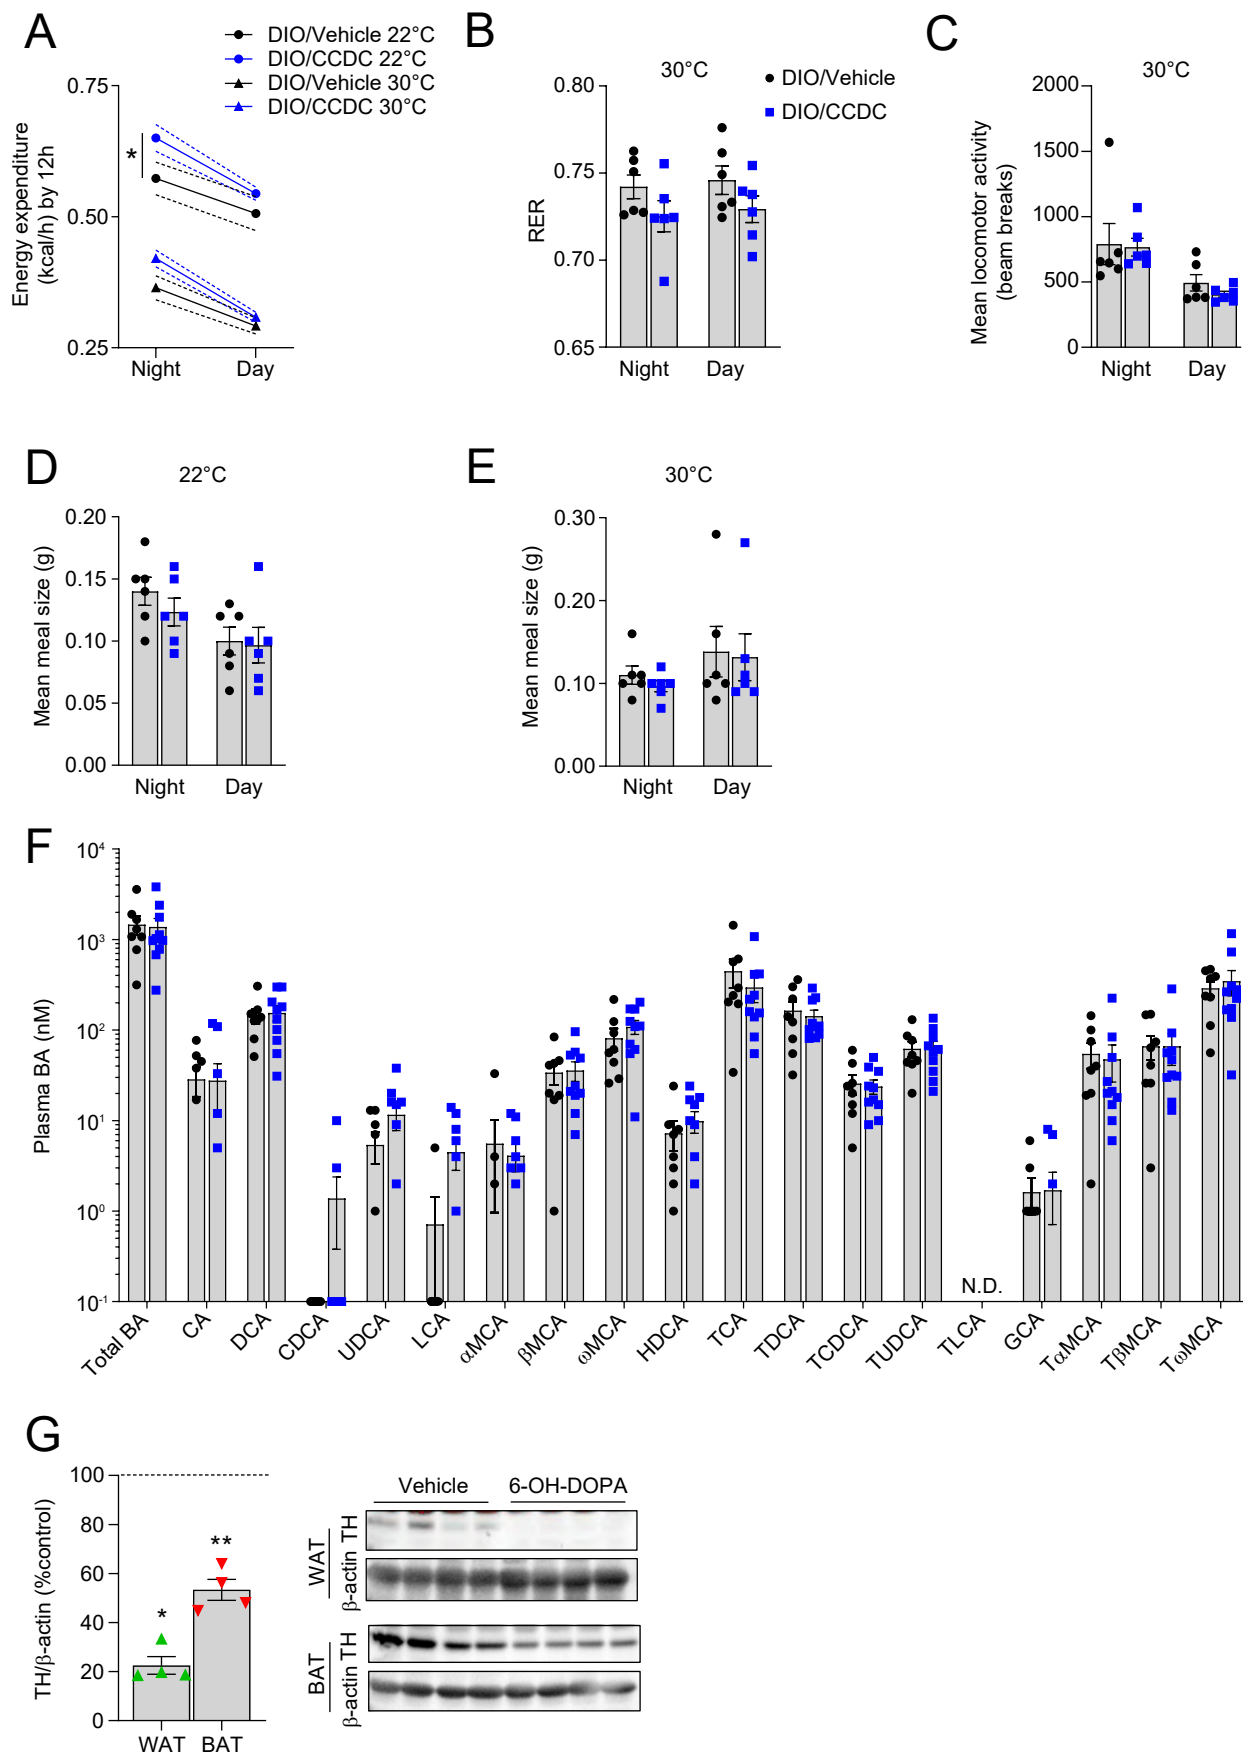 A
DIO/Vehicle 22°C
DIO/CCDC 22°C
DIO/Vehicle 30°C
DIO/CCDC 30°C
Energy expenditure
(kcal/h) by 12h
0.75
0.50
0.25
*
Night Day
B
30°C
DIO/Vehicle
DIO/CCDC
RER
0.80
0.75
0.70
0.65
Night Day
C
30°C
Mean locomotor activity
(beam breaks)
2000
1500
1000
500
0
Night Day
D
22°C
Mean meal size (g)
0.20
0.15
0.10
0.05
0.00
Night Day
E
30°C
Mean meal size (g)
0.30
0.20
0.10
0.00
Night Day
F
Plasma BA (nM)
10⁴
10³
10²
10¹
10⁰
10⁻¹
N.D.
Total BA CA DCA CDCA UDCA LCA αMCA βMCA ωMCA HDCA TCA TDCA TCDCA TUDCA TLCA GCA TαMCA TβMCA TωMCA
G
TH/β-actin (%control)
100
80
60
40
20
0
*
**
WAT BAT
Vehicle 6-OH-DOPA
WAT
TH
β-actin
BAT
TH
β-actin